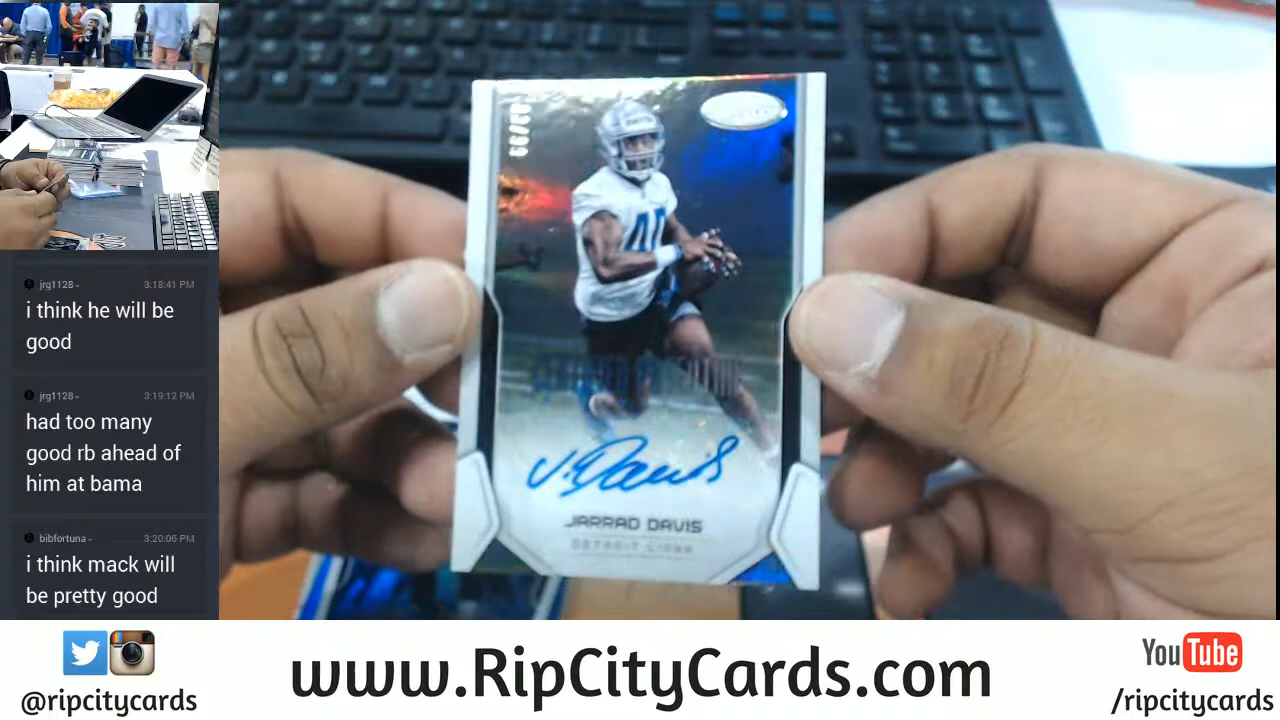 jrg1128 - 3:18:41 PM
i think he will be
good
jrg1128 - 3:19:12 PM
had too many
good rb ahead of
him at bama
bibfortuna - 3:20:06 PM
i think mack will
be pretty good
40
J. Davis
JARRAD DAVIS
DETROIT LIONS
@ripcitycards
www.RipCityCards.com
YouTube
/ripcitycards